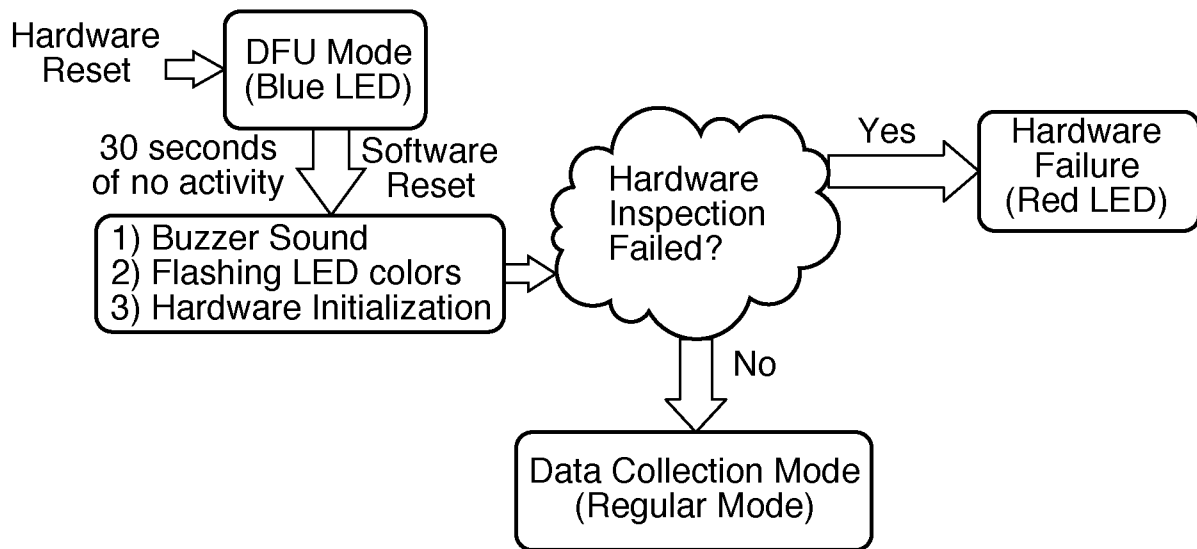 Hardware
Reset
DFU Mode
(Blue LED)
30 seconds
of no activity
Software
Reset
1) Buzzer Sound
2) Flashing LED colors
3) Hardware Initialization
Hardware
Inspection
Failed?
Yes
Hardware
Failure
(Red LED)
No
Data Collection Mode
(Regular Mode)